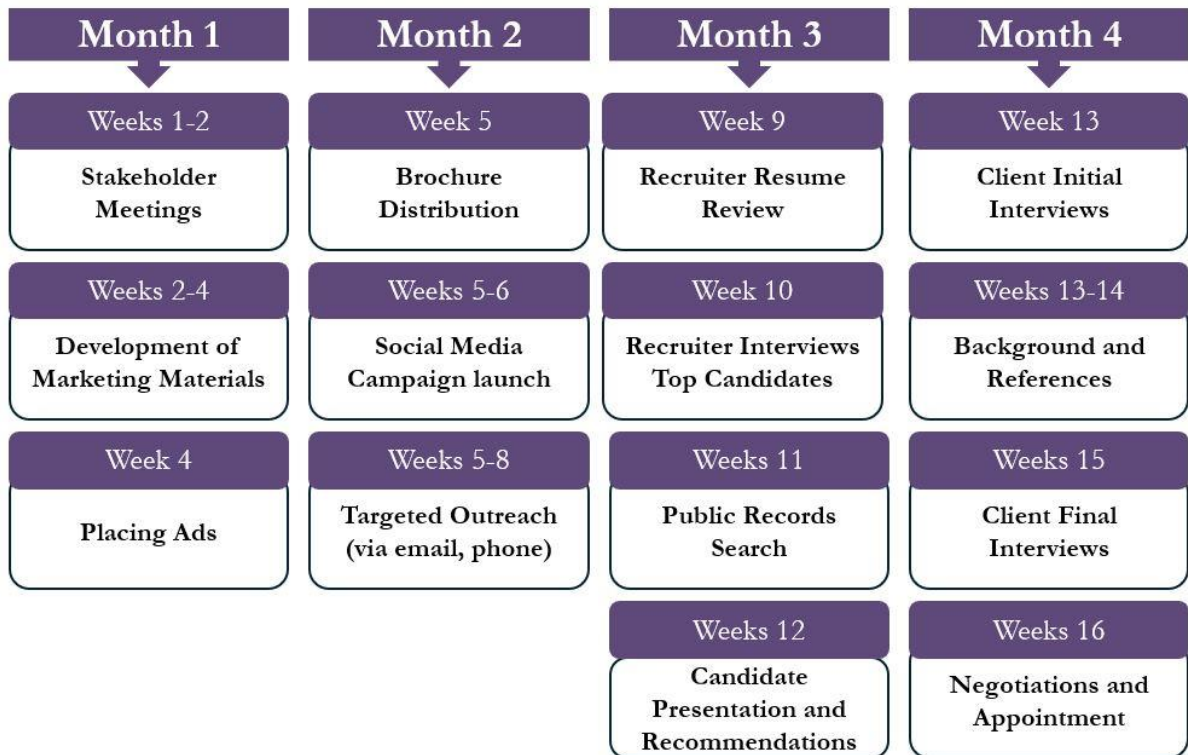 Month 1
Weeks 1-2
Stakeholder
Meetings
Weeks 2-4
Development of
Marketing Materials
Week 4
Placing Ads
Month 2
Week 5
Brochure
Distribution
Weeks 5-6
Social Media
Campaign launch
Weeks 5-8
Targeted Outreach
(via email, phone)
Month 3
Week 9
Recruiter Resume
Review
Week 10
Recruiter Interviews
Top Candidates
Weeks 11
Public Records
Search
Weeks 12
Candidate
Presentation and
Recommendations
Month 4
Week 13
Client Initial
Interviews
Weeks 13-14
Background and
References
Weeks 15
Client Final
Interviews
Weeks 16
Negotiations and
Appointment